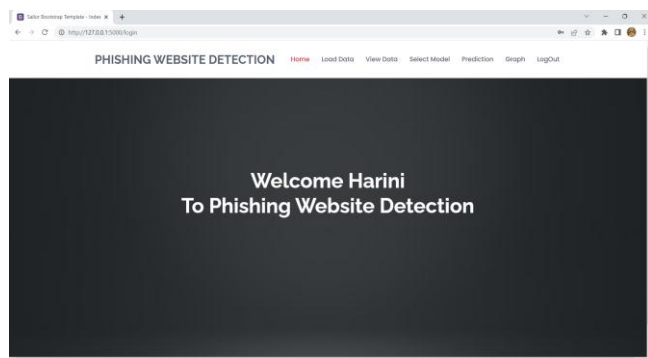 Sailor Bootstrap Template - Index
http://127.0.0.1:5000/login
PHISHING WEBSITE DETECTION Home Load Data View Data Select Model Prediction Graph LogOut
Welcome Harini
To Phishing Website Detection